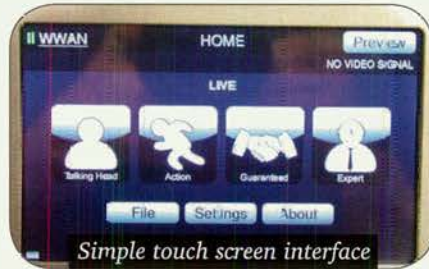 WWAN HOME Preview
NO VIDEO SIGNAL
LIVE
Talking Head Action Guaranteed Expert
File Settings About
Simple touch screen interface